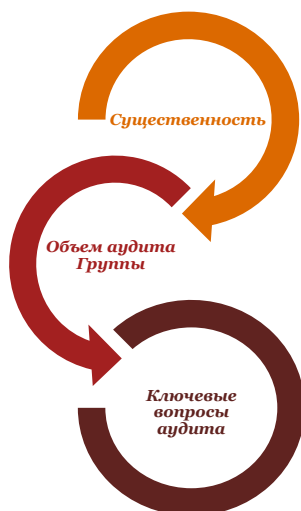 Существенность
Объем аудита
Группы
Ключевые
вопросы
аудита